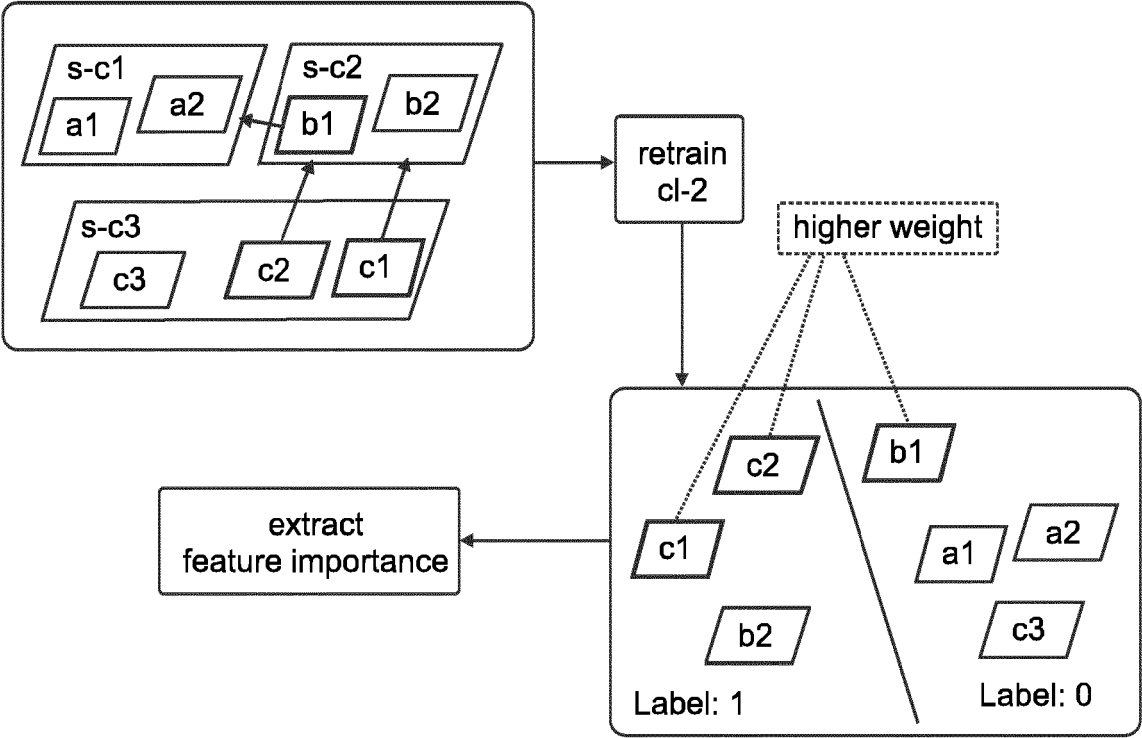 s-c1
a1
a2
s-c2
b1
b2
s-c3
c3
c2
c1
retrain
cl-2
higher weight
c2
b1
c1
a1
a2
b2
c3
Label: 1
Label: 0
extract
feature importance